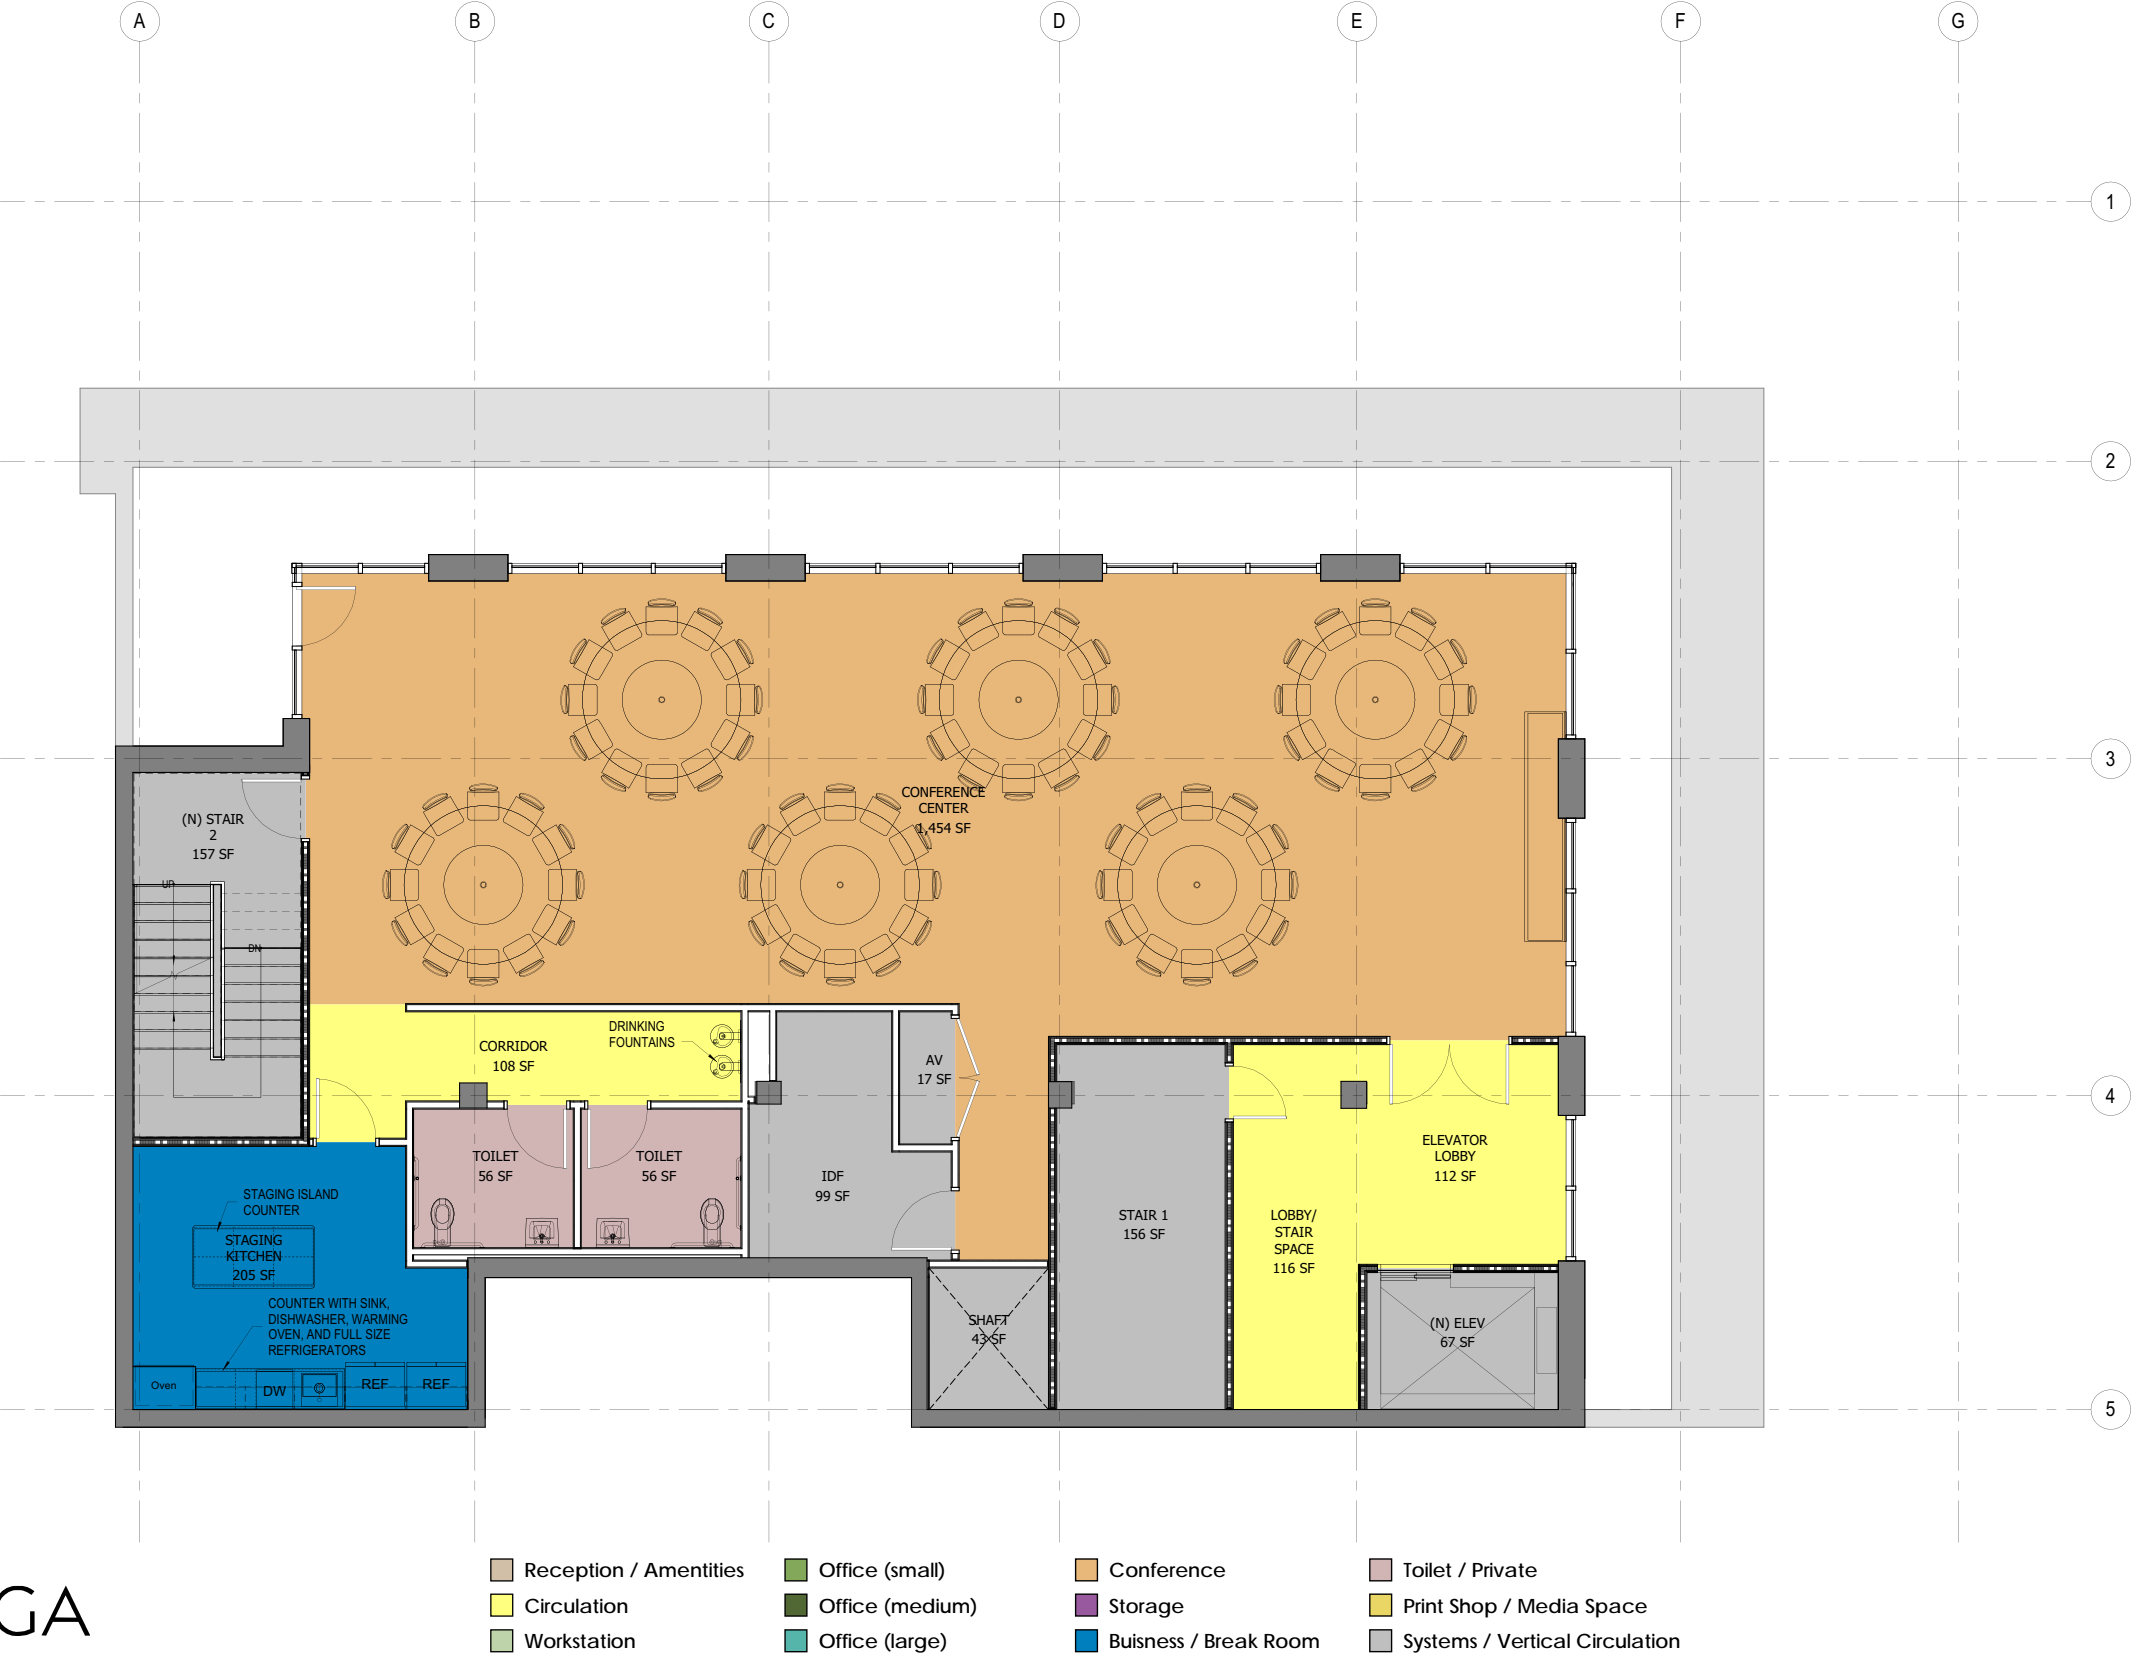 A B C D E F G
1
2
3
4
5
(N) STAIR
2
157 SF
UP
DN
CONFERENCE
CENTER
1,454 SF
CORRIDOR
108 SF
DRINKING
FOUNTAINS
AV
17 SF
TOILET
56 SF
TOILET
56 SF
IDF
99 SF
STAIR 1
156 SF
LOBBY/
STAIR
SPACE
116 SF
ELEVATOR
LOBBY
112 SF
STAGING ISLAND
COUNTER
STAGING
KITCHEN
205 SF
COUNTER WITH SINK,
DISHWASHER, WARMING
OVEN, AND FULL SIZE
REFRIGERATORS
Oven
DW
REF
REF
SHAFT
43 SF
(N) ELEV
67 SF
GA
Reception / Amentities
Circulation
Workstation
Office (small)
Office (medium)
Office (large)
Conference
Storage
Buisness / Break Room
Toilet / Private
Print Shop / Media Space
Systems / Vertical Circulation